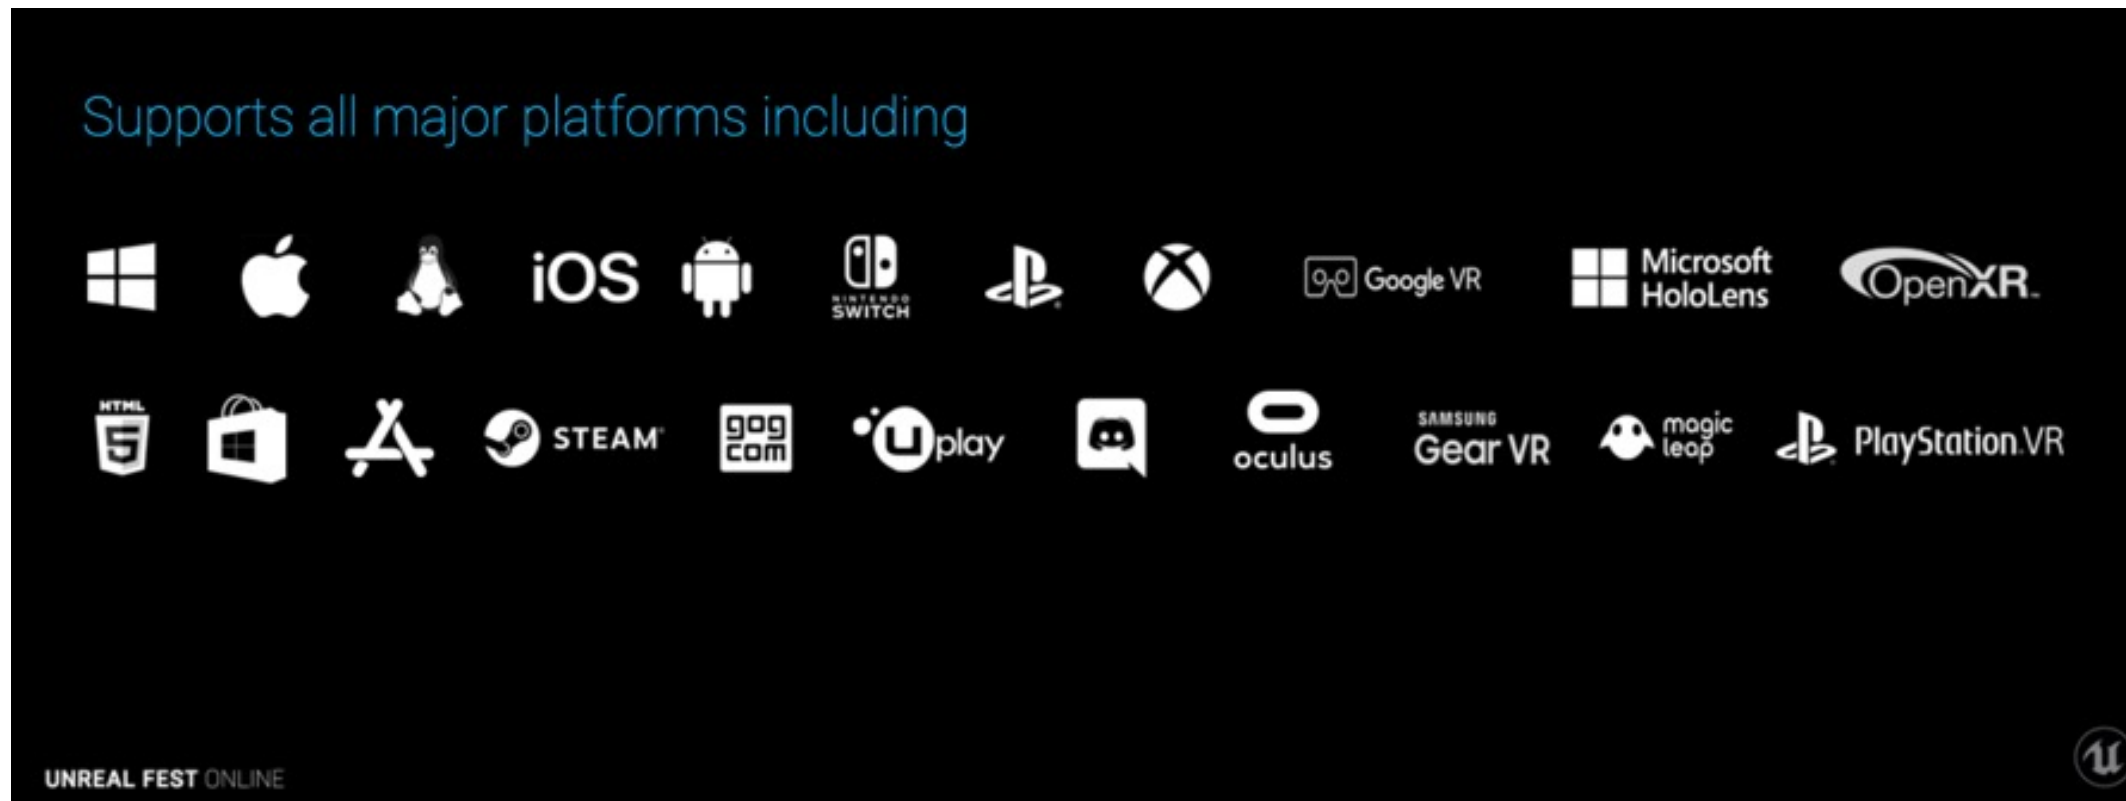 Supports all major platforms including
iOS
NINTENDO
SWITCH
Google VR
Microsoft
HoloLens
OpenXR™
HTML
5
STEAM®
gog
com
Uplay
oculus
SAMSUNG
Gear VR
magic
leap
PlayStation.VR
UNREAL FEST ONLINE